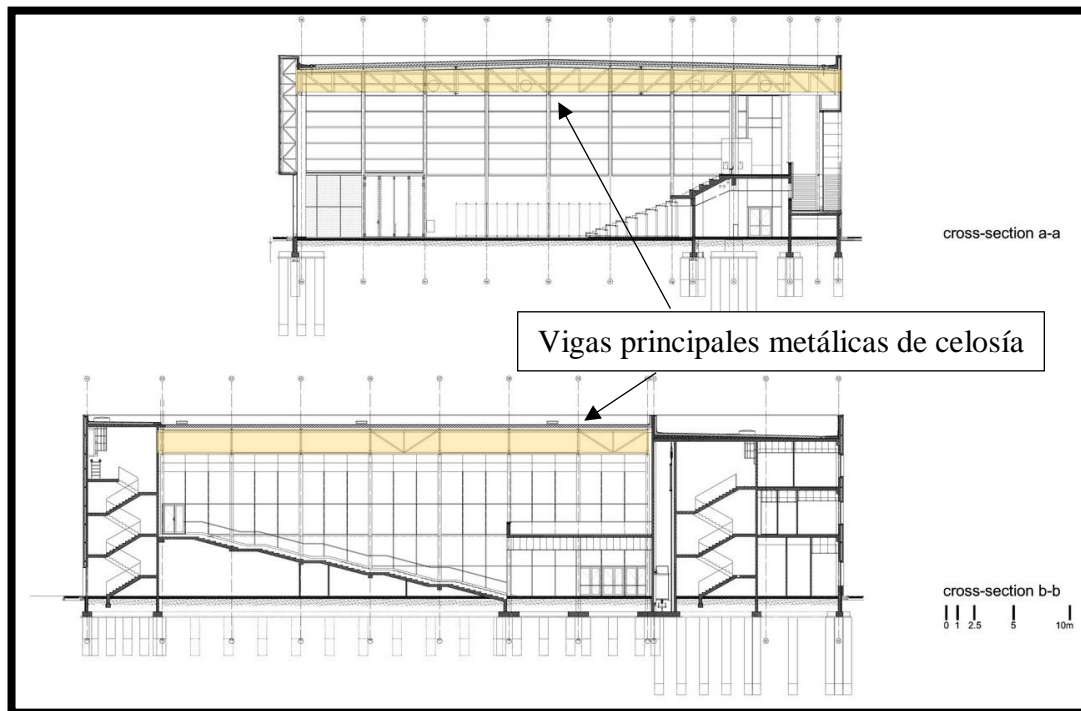 cross-section a-a
Vigas principales metálicas de celosía
cross-section b-b
0 1 2.5 5 10m